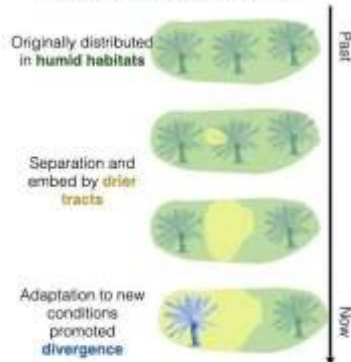 Originally distributed
in humid habitats
Past
Separation and
embed by drier
tracts
Adaptation to new
conditions
promoted
divergence
Now